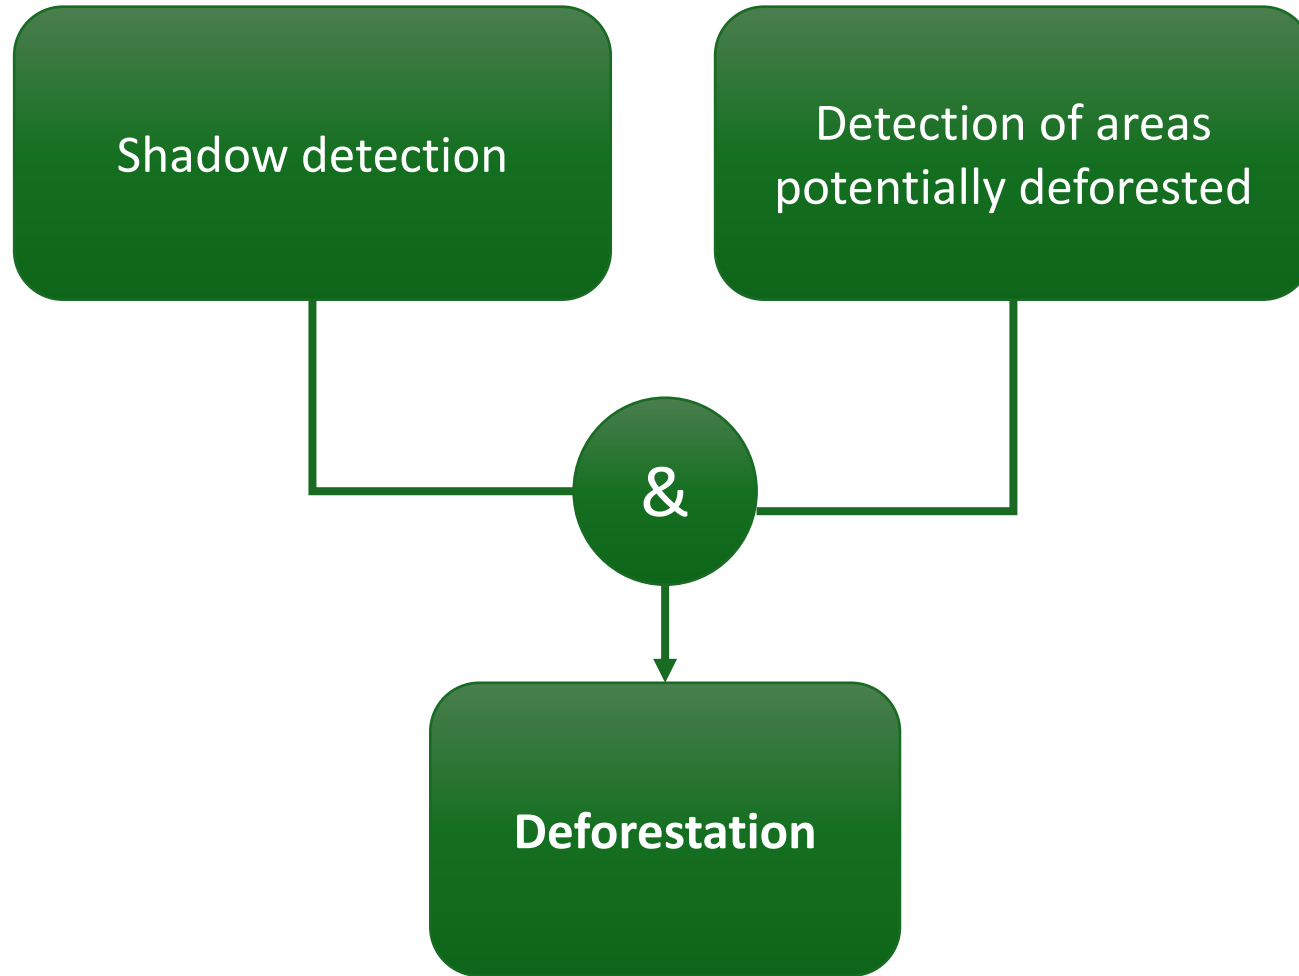 Shadow detection
Detection of areas
potentially deforested
&
Deforestation